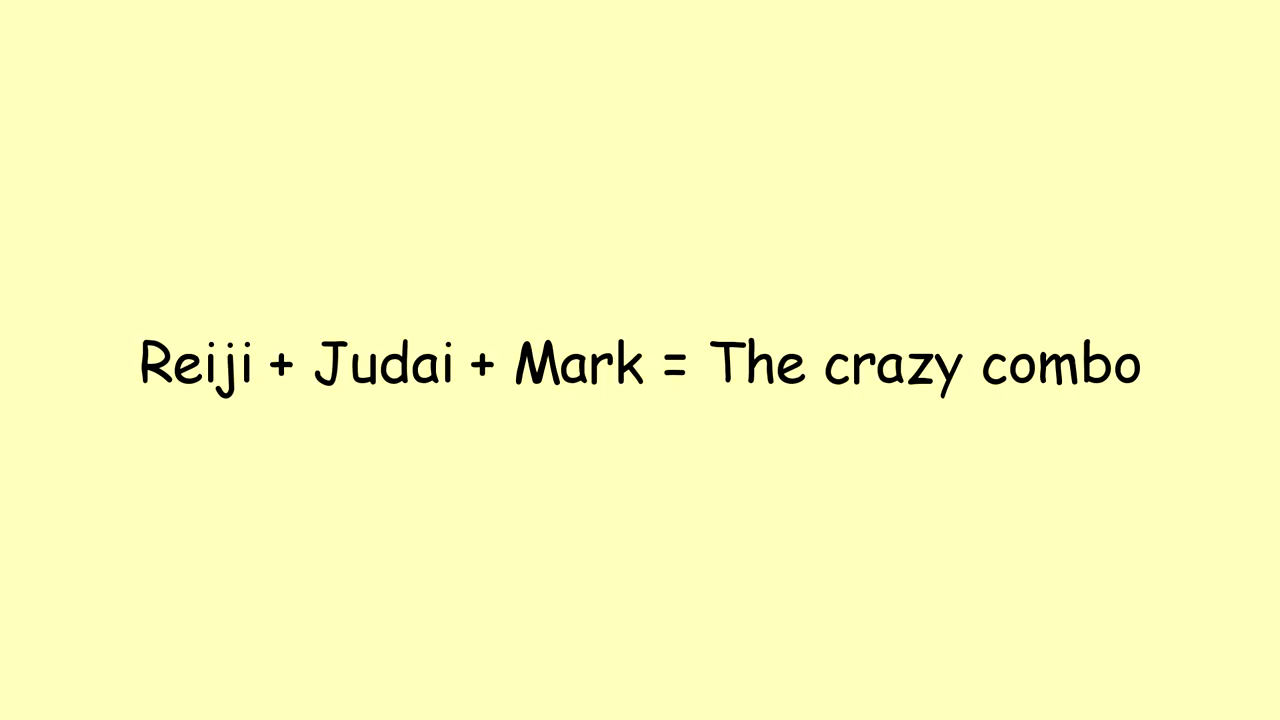 Reiji + Judai + Mark = The crazy combo